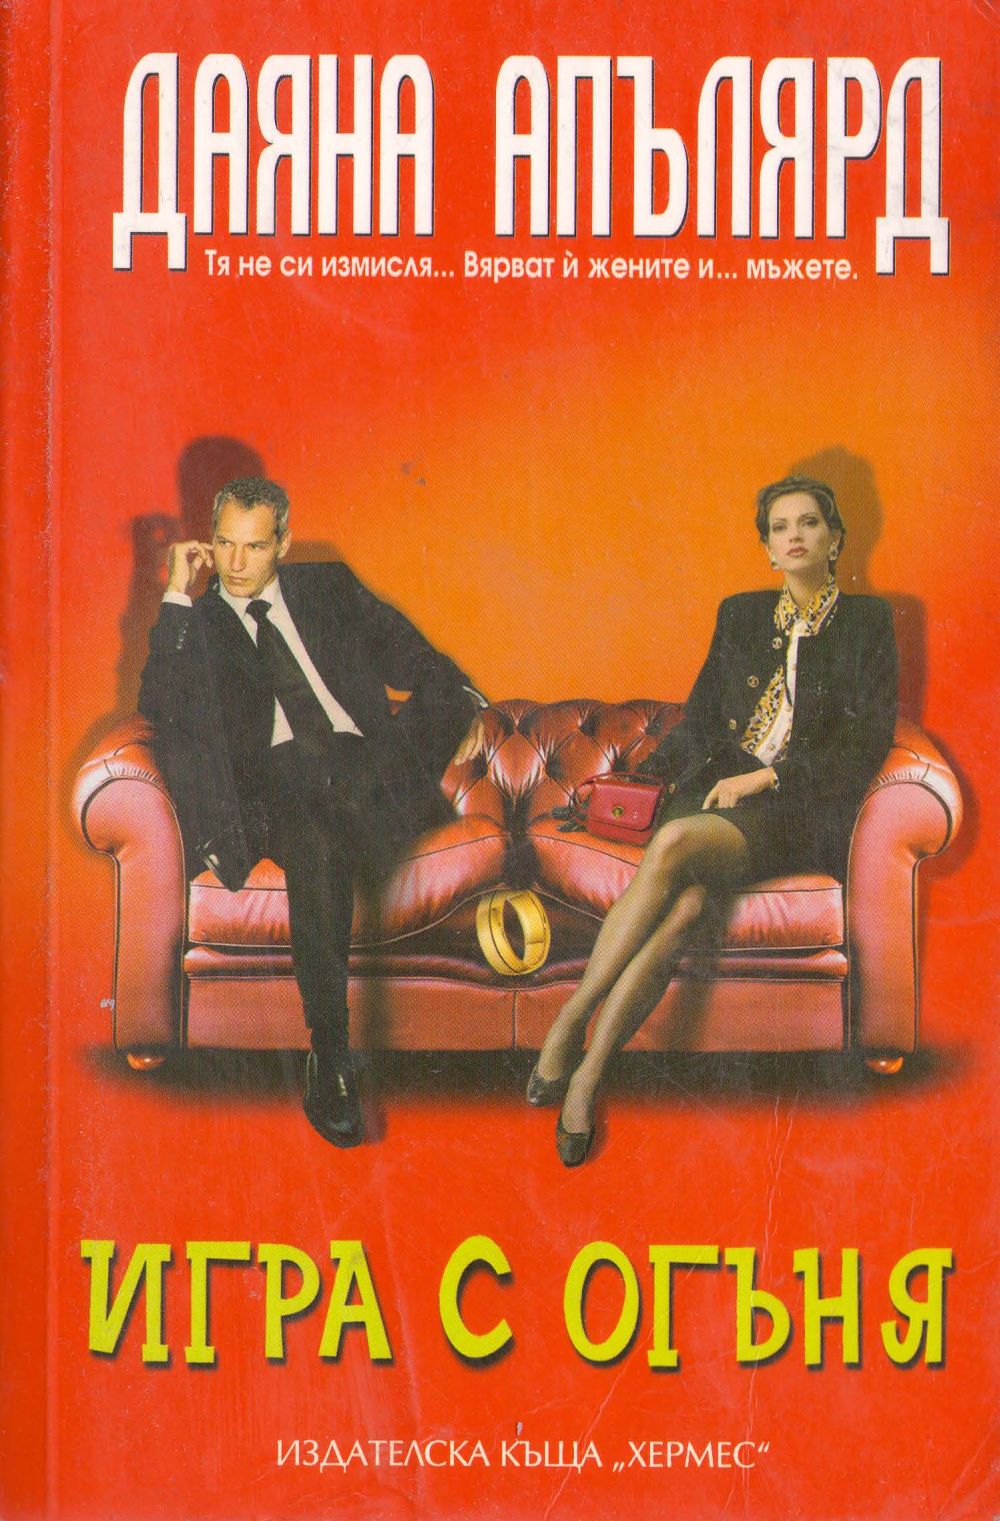 ДАЯНА АПЪЛЯРД
Тя не си измисля... Вярват ѝ жените и... мъжете.
ИГРА С ОГЪНЯ
ИЗДАТЕЛСКА КЪЩА „ХЕРМЕС“